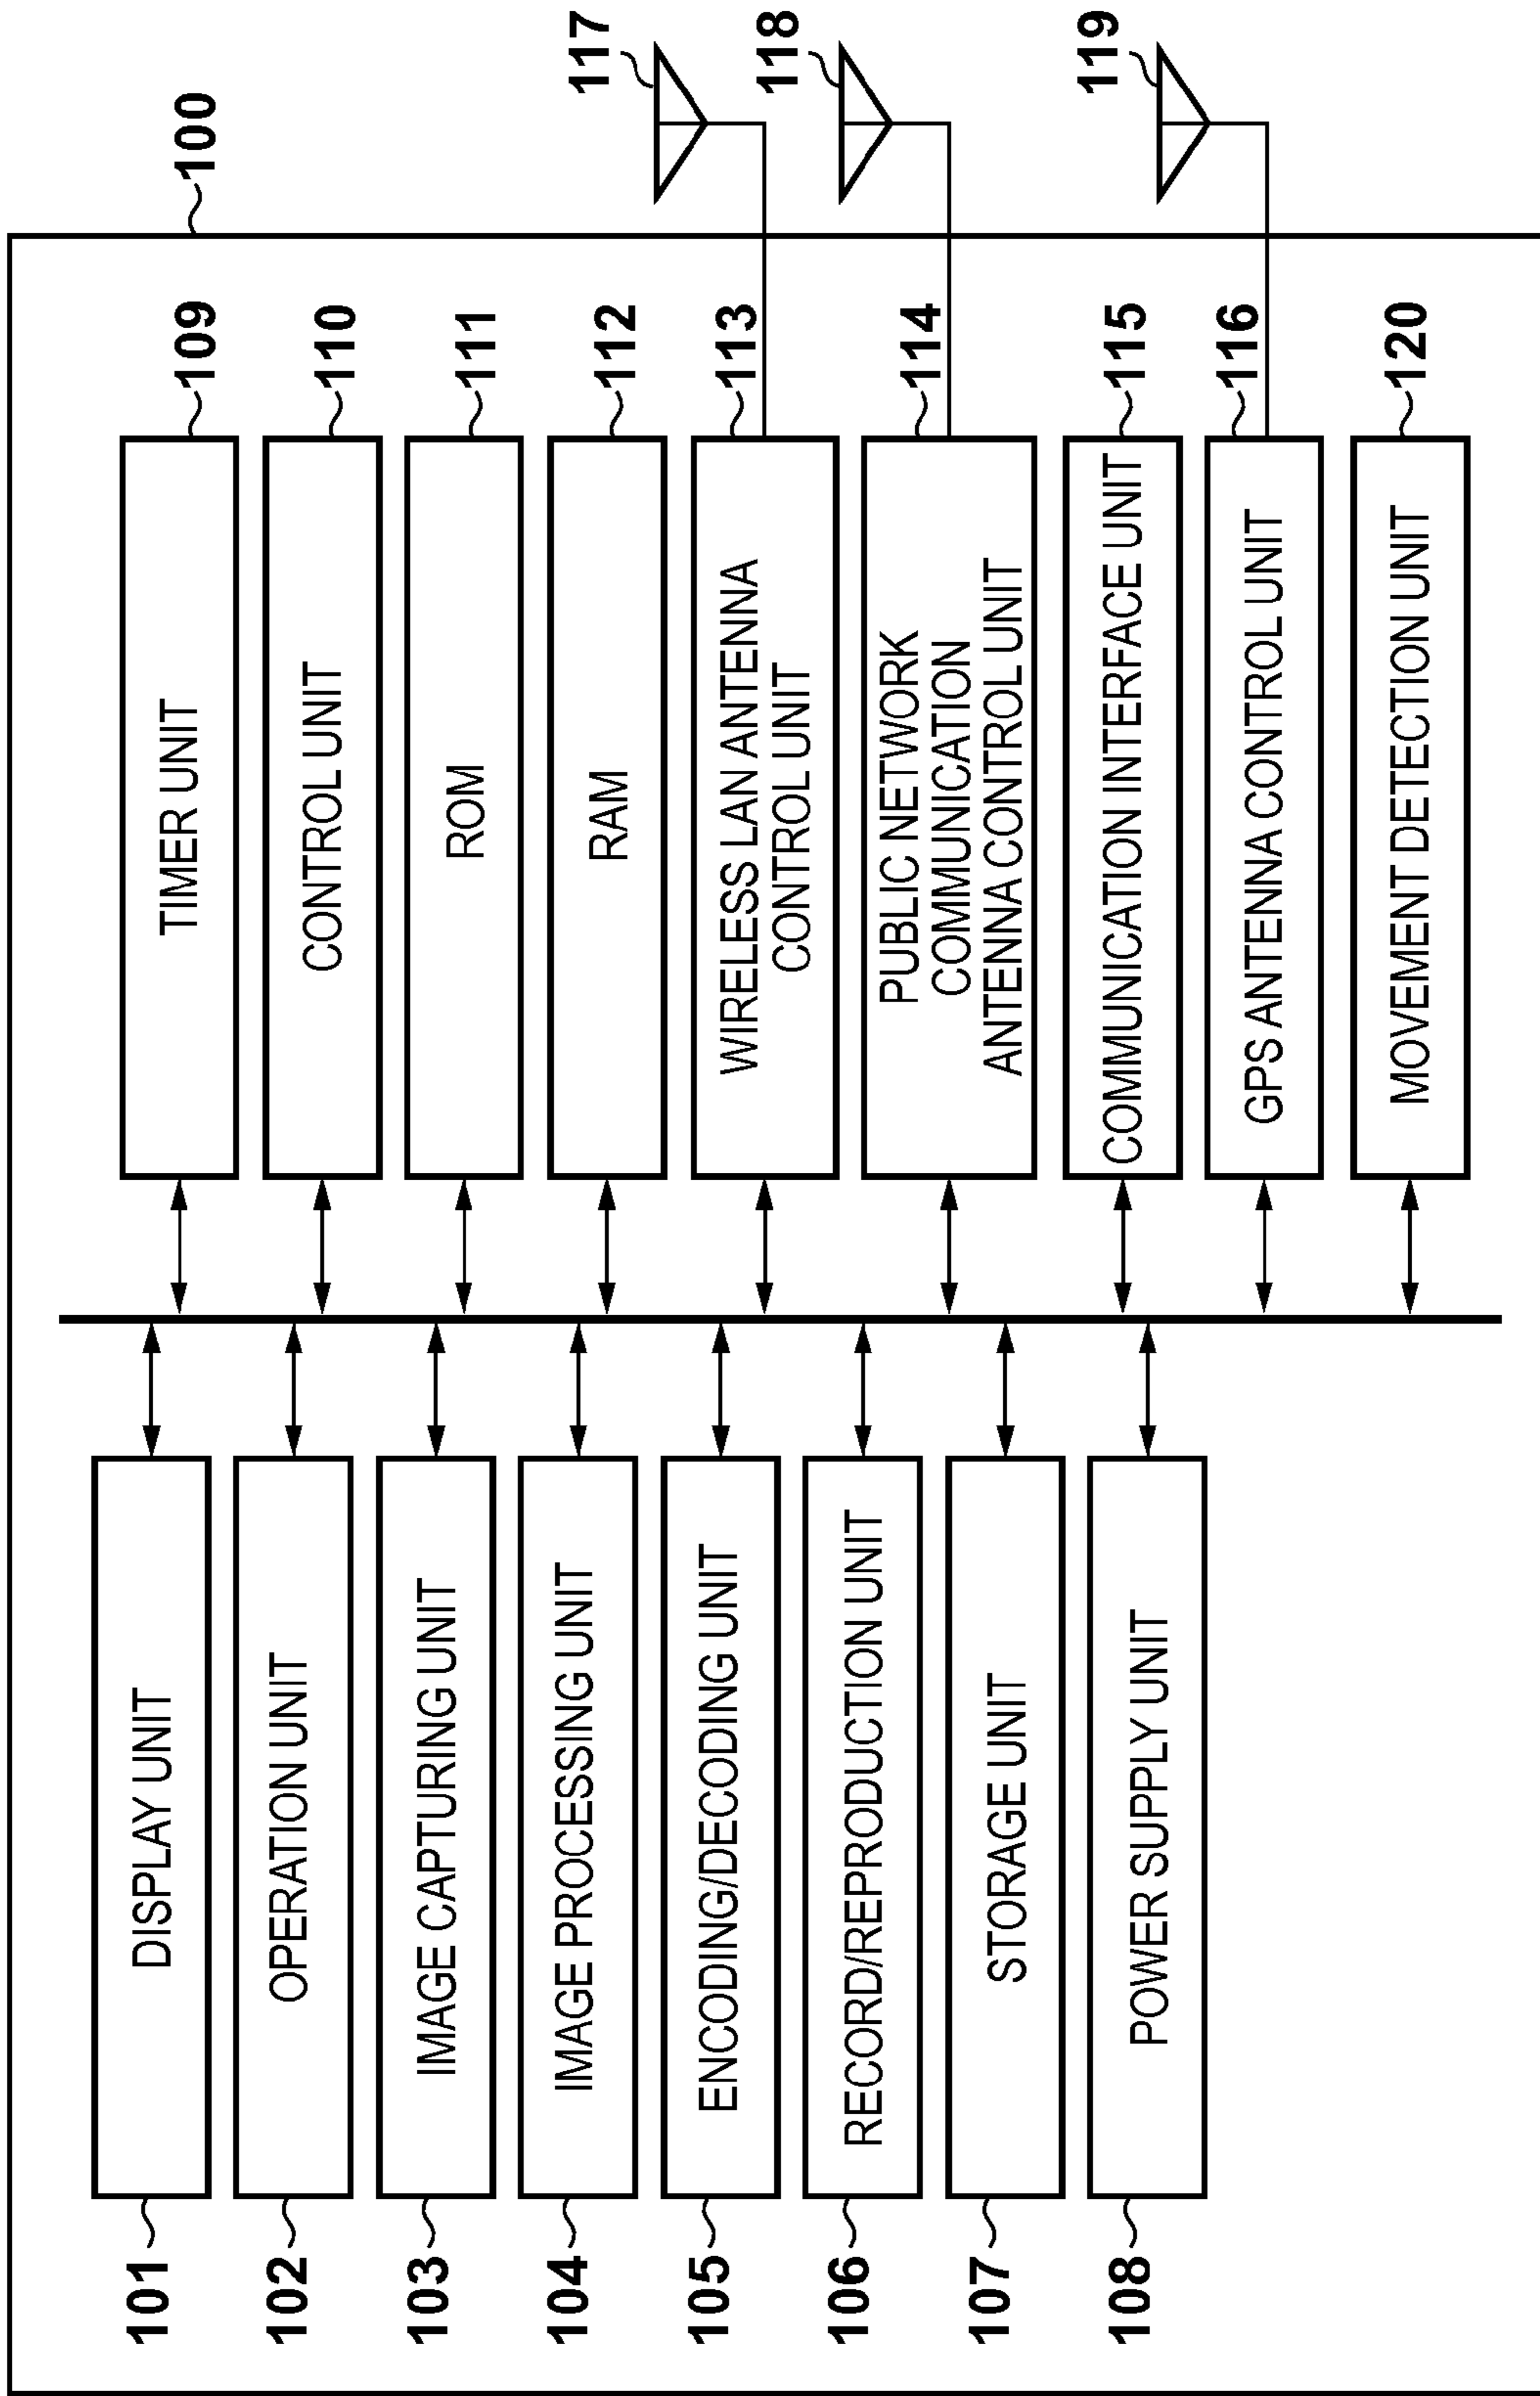 100
101
DISPLAY UNIT
102
OPERATION UNIT
103
IMAGE CAPTURING UNIT
104
IMAGE PROCESSING UNIT
105
ENCODING/DECODING UNIT
106
RECORD/REPRODUCTION UNIT
107
STORAGE UNIT
108
POWER SUPPLY UNIT
TIMER UNIT
109
CONTROL UNIT
110
ROM
111
RAM
112
WIRELESS LAN ANTENNA
CONTROL UNIT
113
117
PUBLIC NETWORK
COMMUNICATION
ANTENNA CONTROL UNIT
114
118
COMMUNICATION INTERFACE UNIT
115
GPS ANTENNA CONTROL UNIT
116
119
MOVEMENT DETECTION UNIT
120